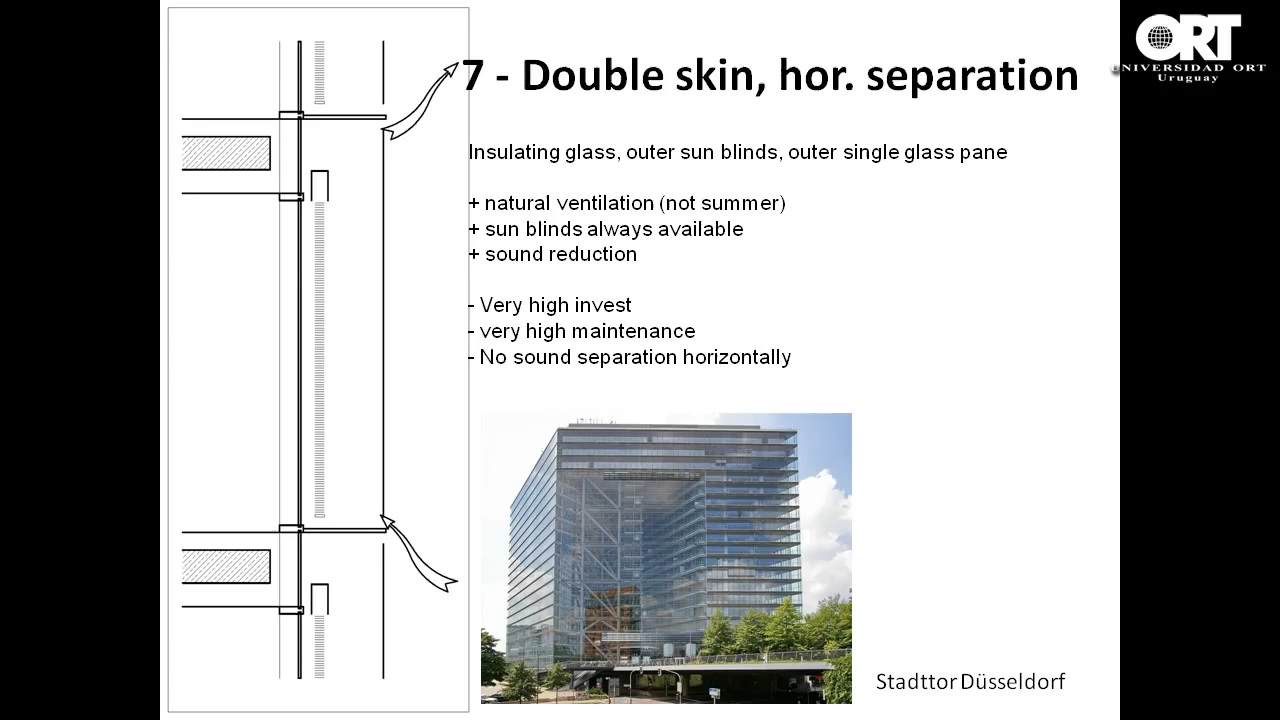 ORT
UNIVERSIDAD ORT
Uruguay
7 - Double skin, hor. separation
Insulating glass, outer sun blinds, outer single glass pane
+ natural ventilation (not summer)
+ sun blinds always available
+ sound reduction
- Very high invest
- very high maintenance
- No sound separation horizontally
Stadttor Düsseldorf